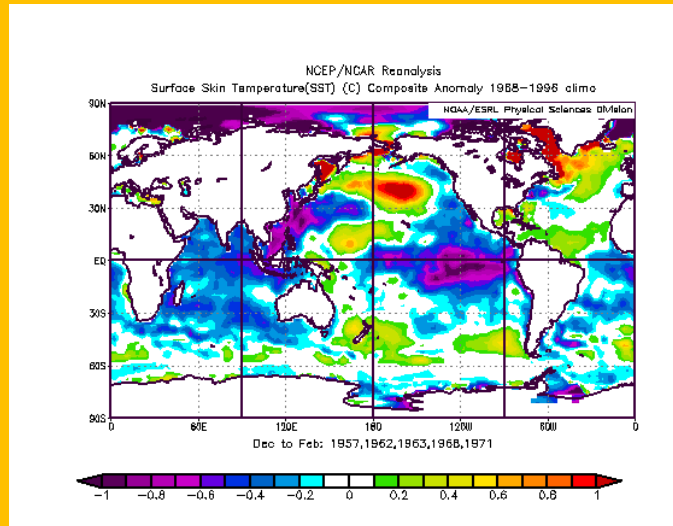 NCEP/NCAR Reanalysis
Surface Skin Temperature(SST) (C) Composite Anomaly 1968-1996 climo
NOAA/ESRL Physical Sciences Division
90N
60N
30N
EQ
30S
60S
90S
0 60E 120E 180 120W 60W 0
Dec to Feb: 1957,1962,1963,1968,1971
-1 -0.8 -0.6 -0.4 -0.2 0 0.2 0.4 0.6 0.8 1